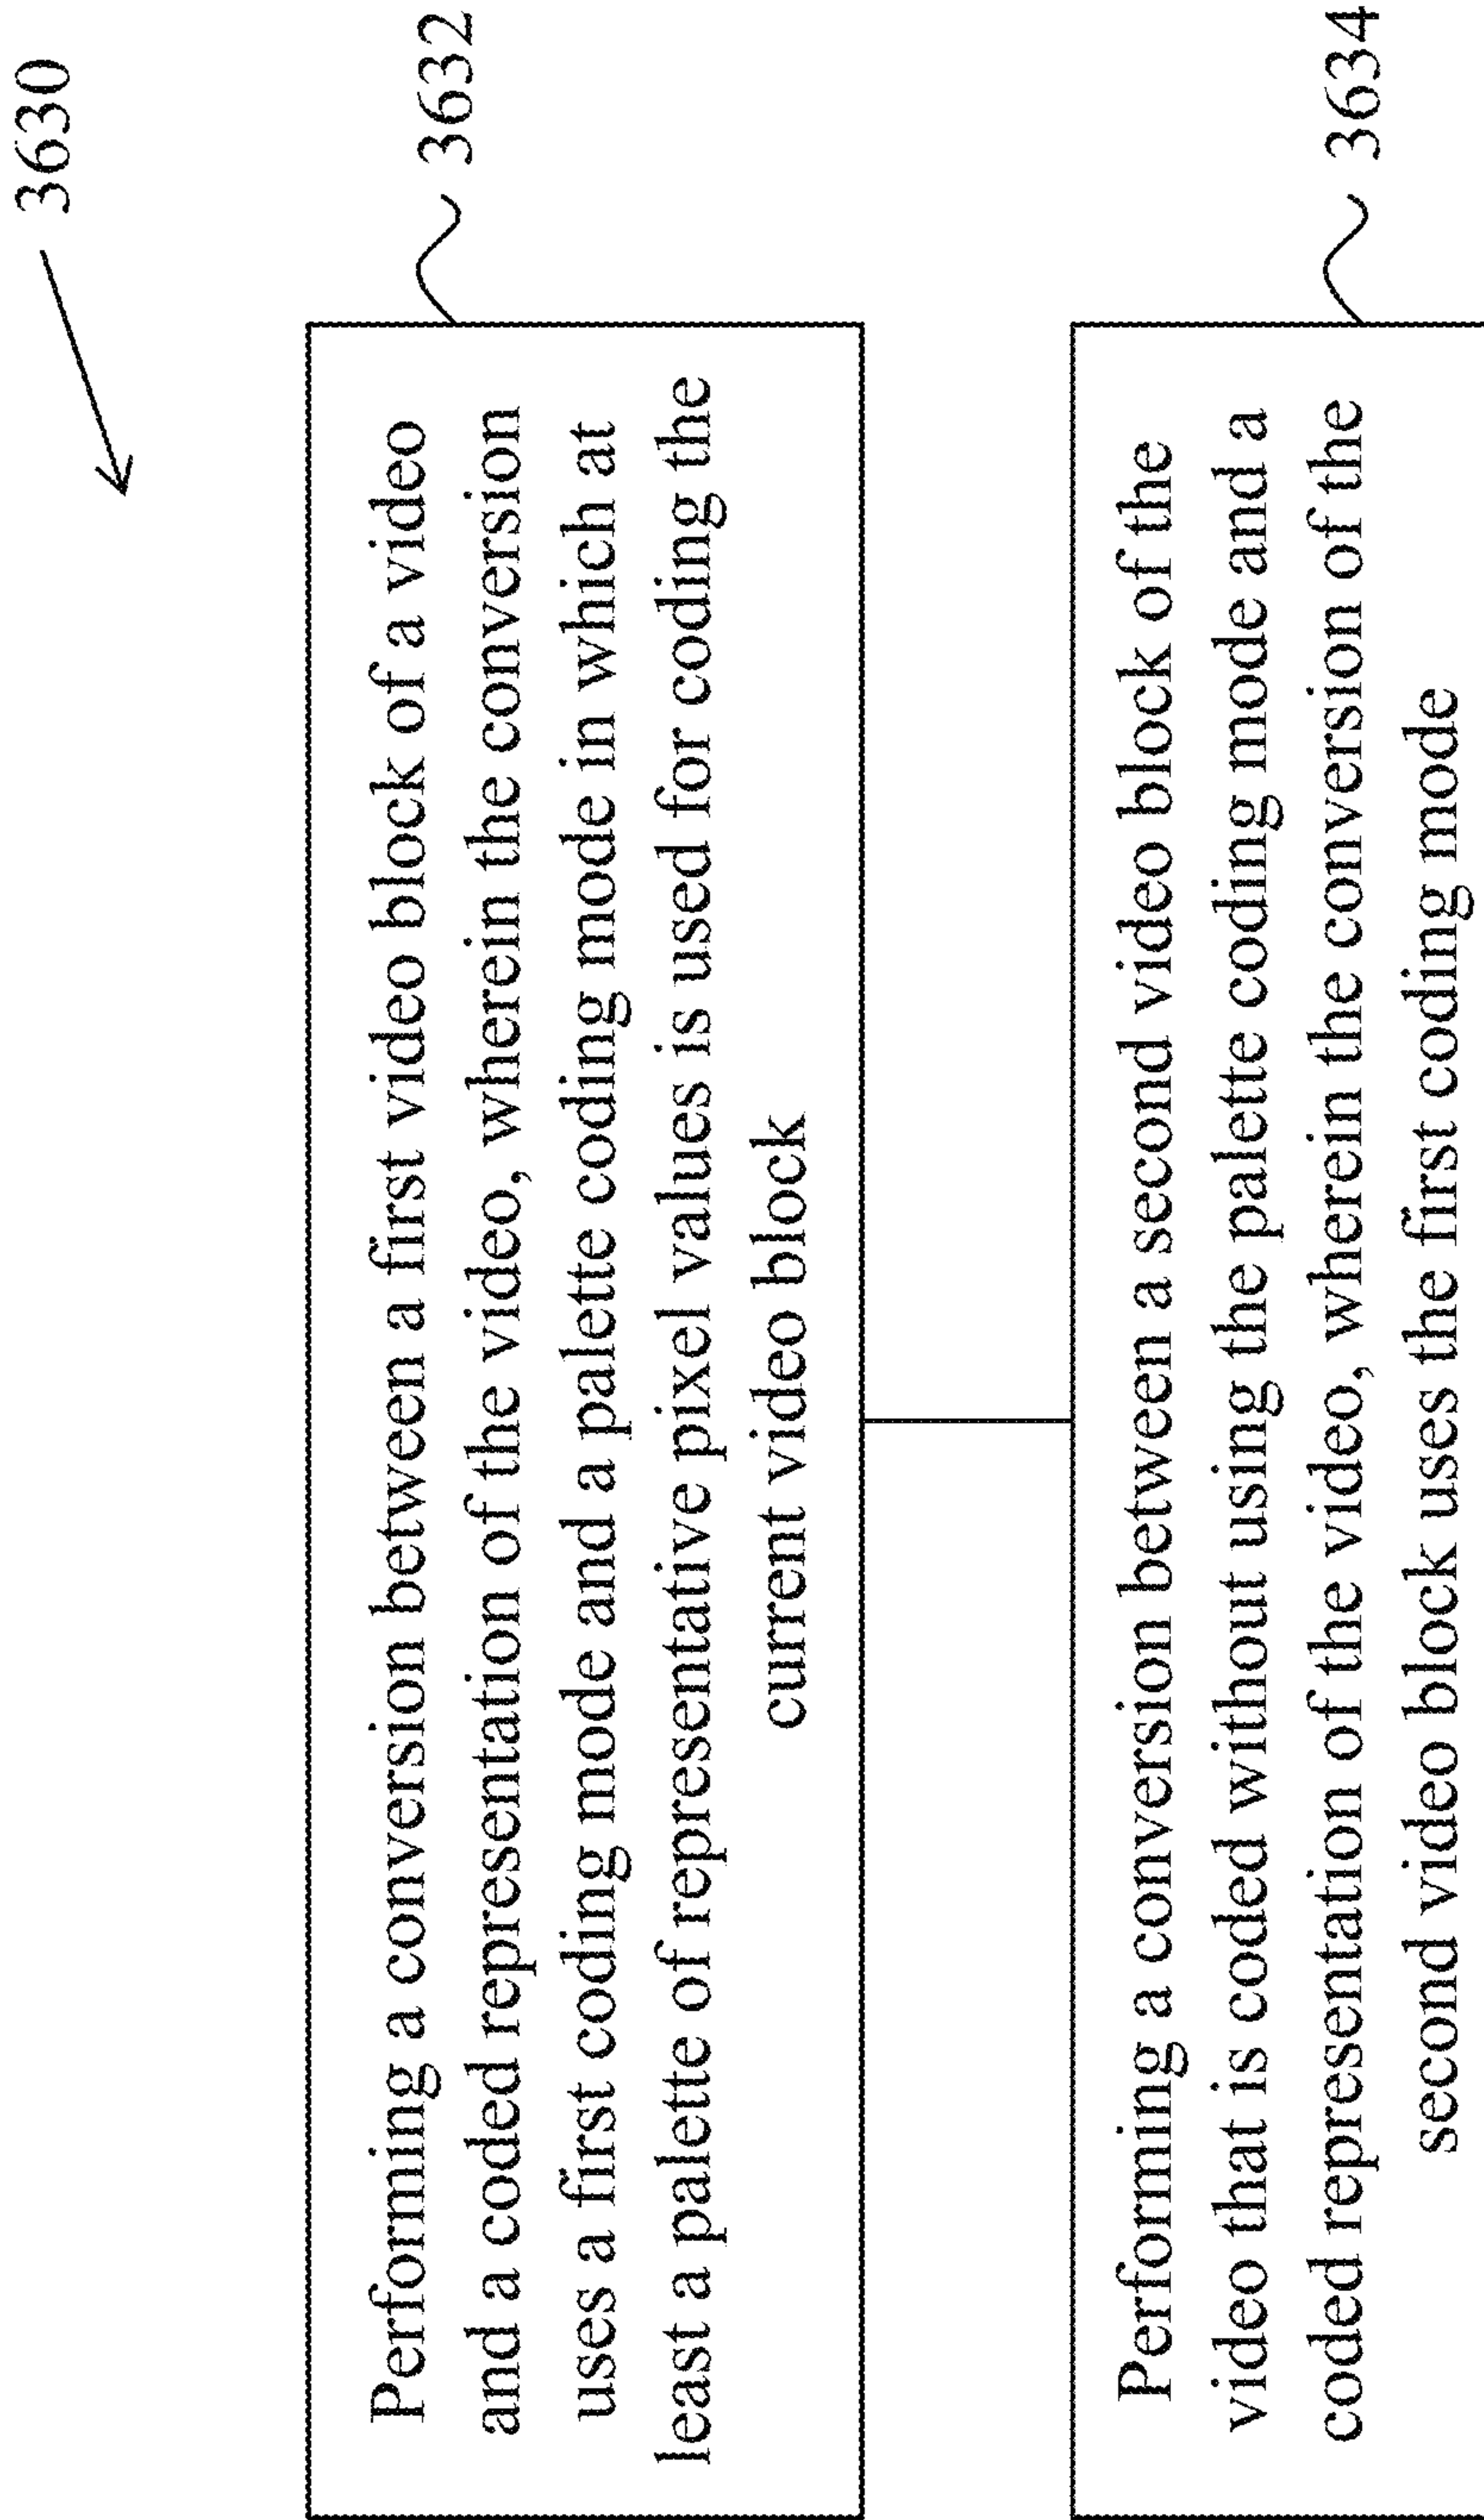 3630
Performing a conversion between a first video block of a video
and a coded representation of the video, wherein the conversion
uses a first coding mode and a palette coding mode in which at
least a palette of representative pixel values is used for coding the
current video block
3632
Performing a conversion between a second video block of the
video that is coded without using the palette coding mode and a
coded representation of the video, wherein the conversion of the
second video block uses the first coding mode
3634